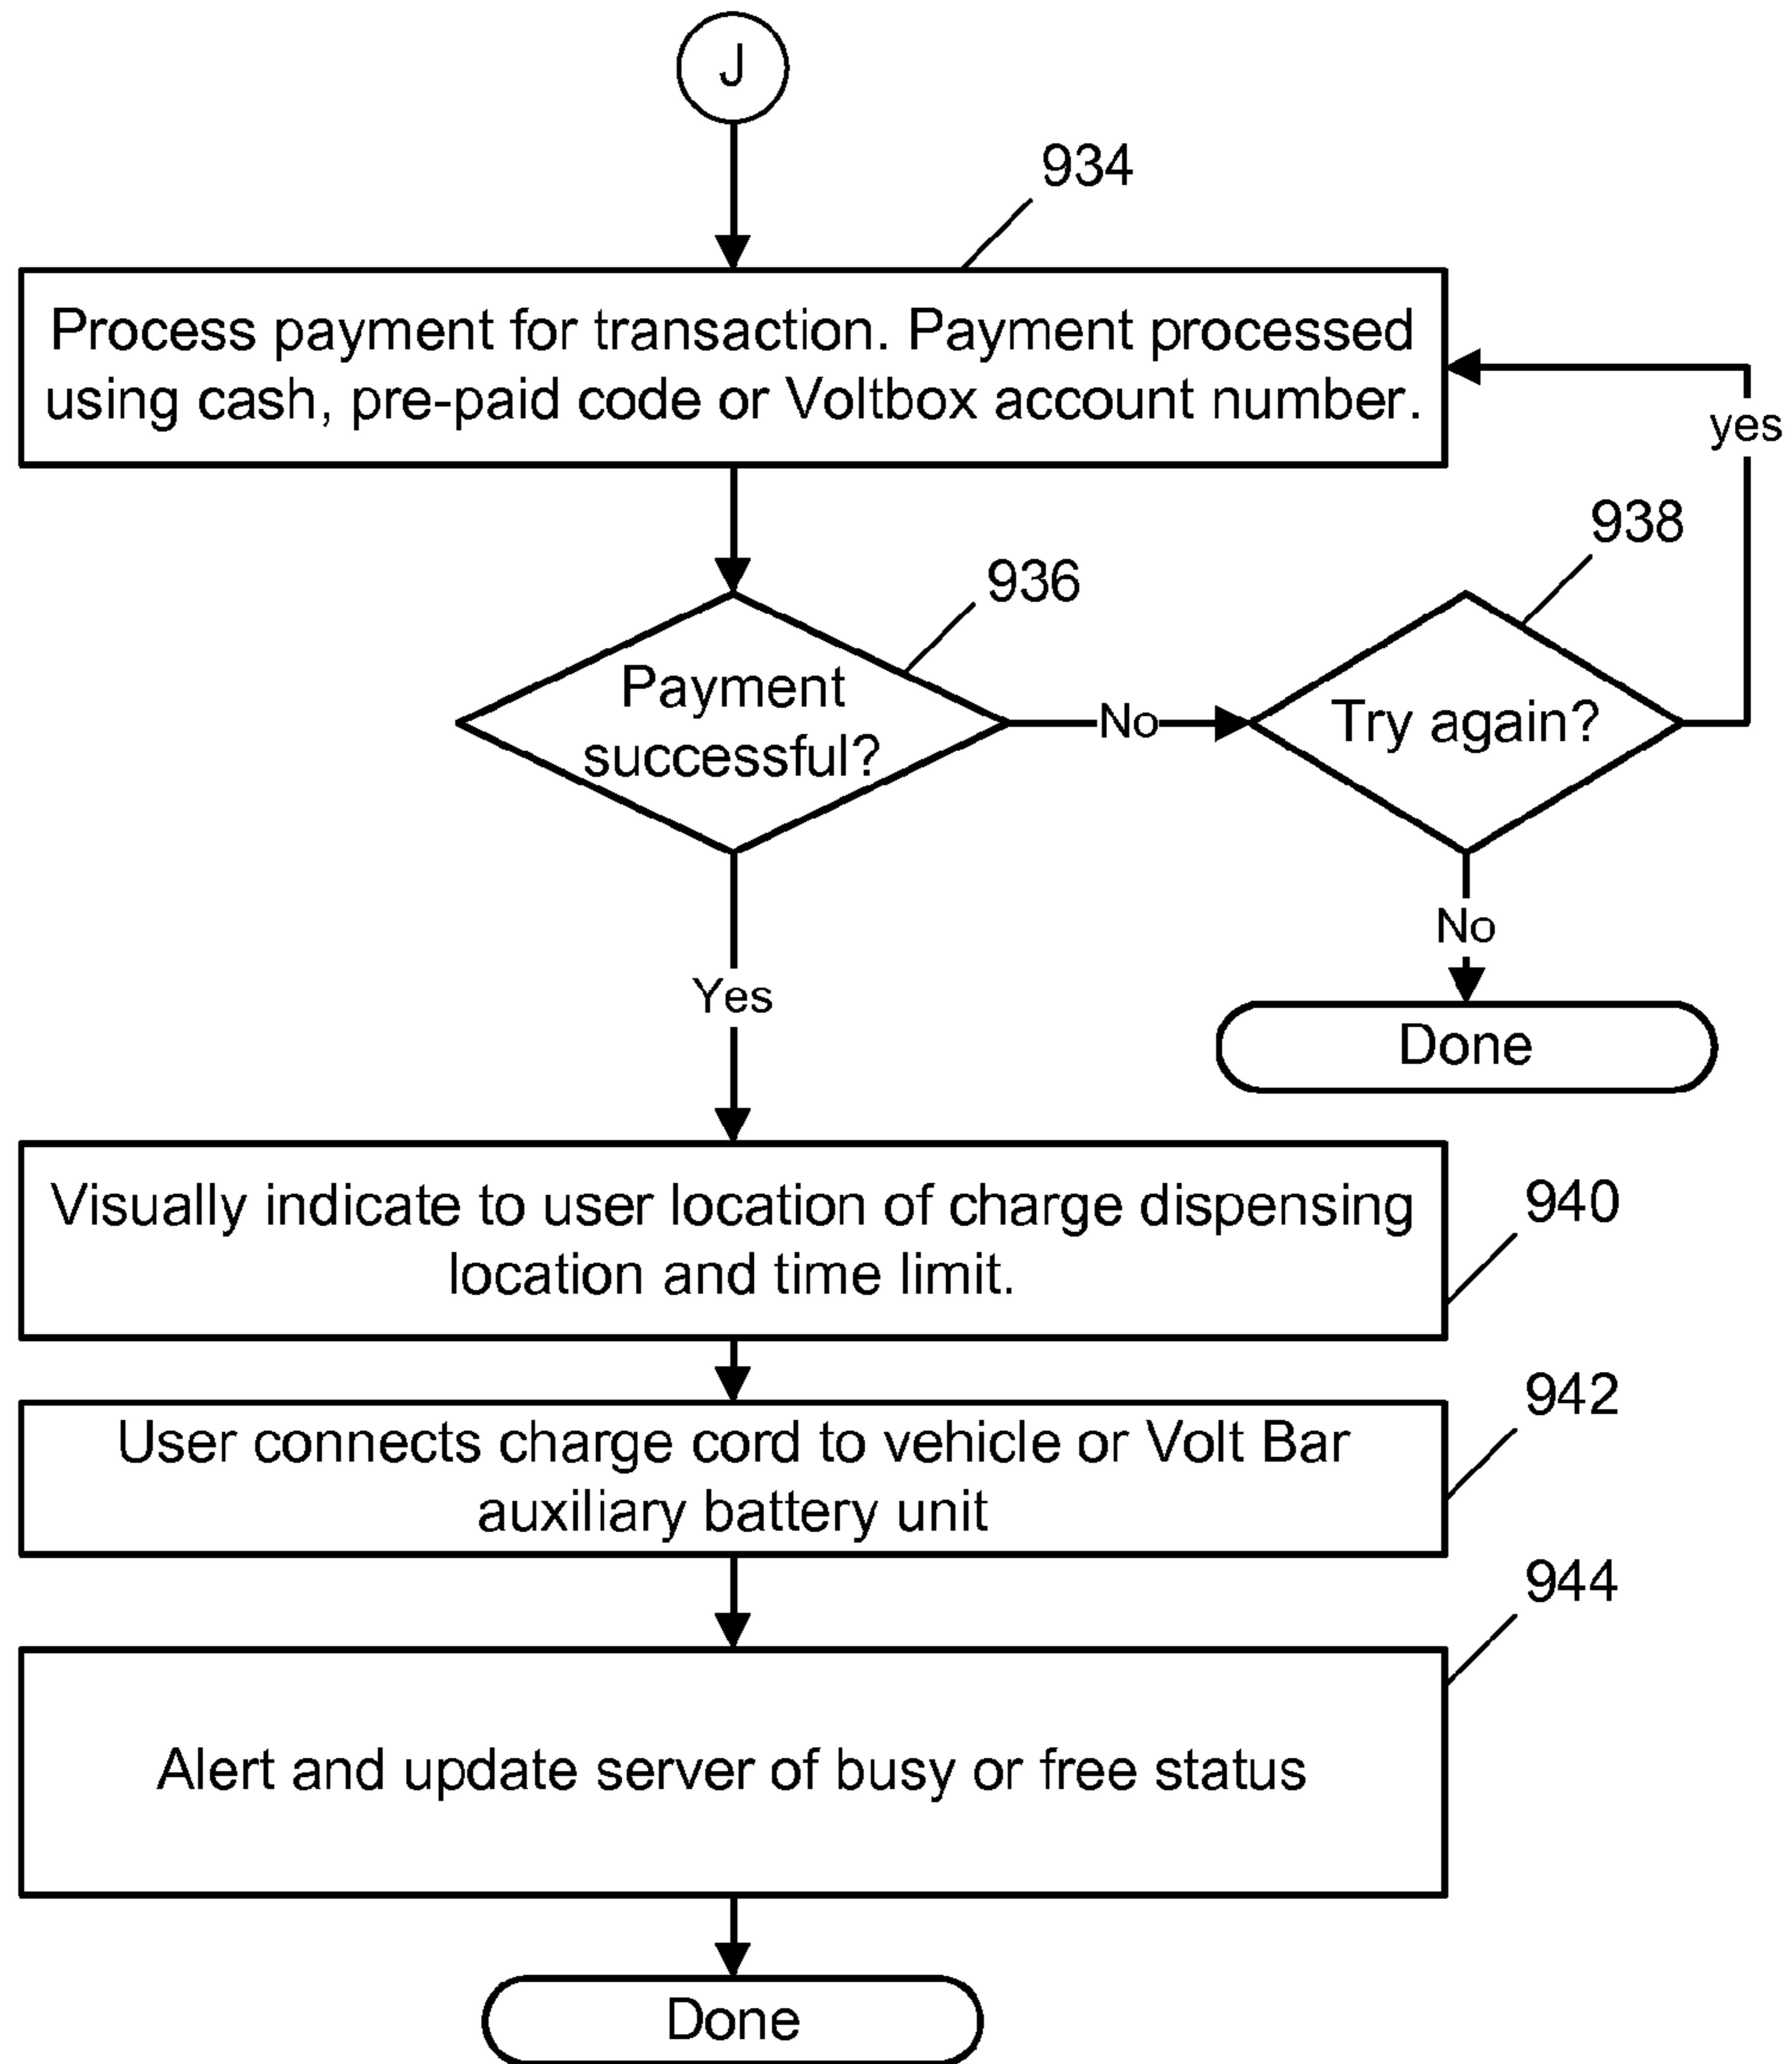 J
934
Process payment for transaction. Payment processed
using cash, pre-paid code or Voltbox account number.
yes
938
936
Payment
successful?
No
Try again?
No
Yes
Done
Visually indicate to user location of charge dispensing
location and time limit.
940
942
User connects charge cord to vehicle or Volt Bar
auxiliary battery unit
944
Alert and update server of busy or free status
Done